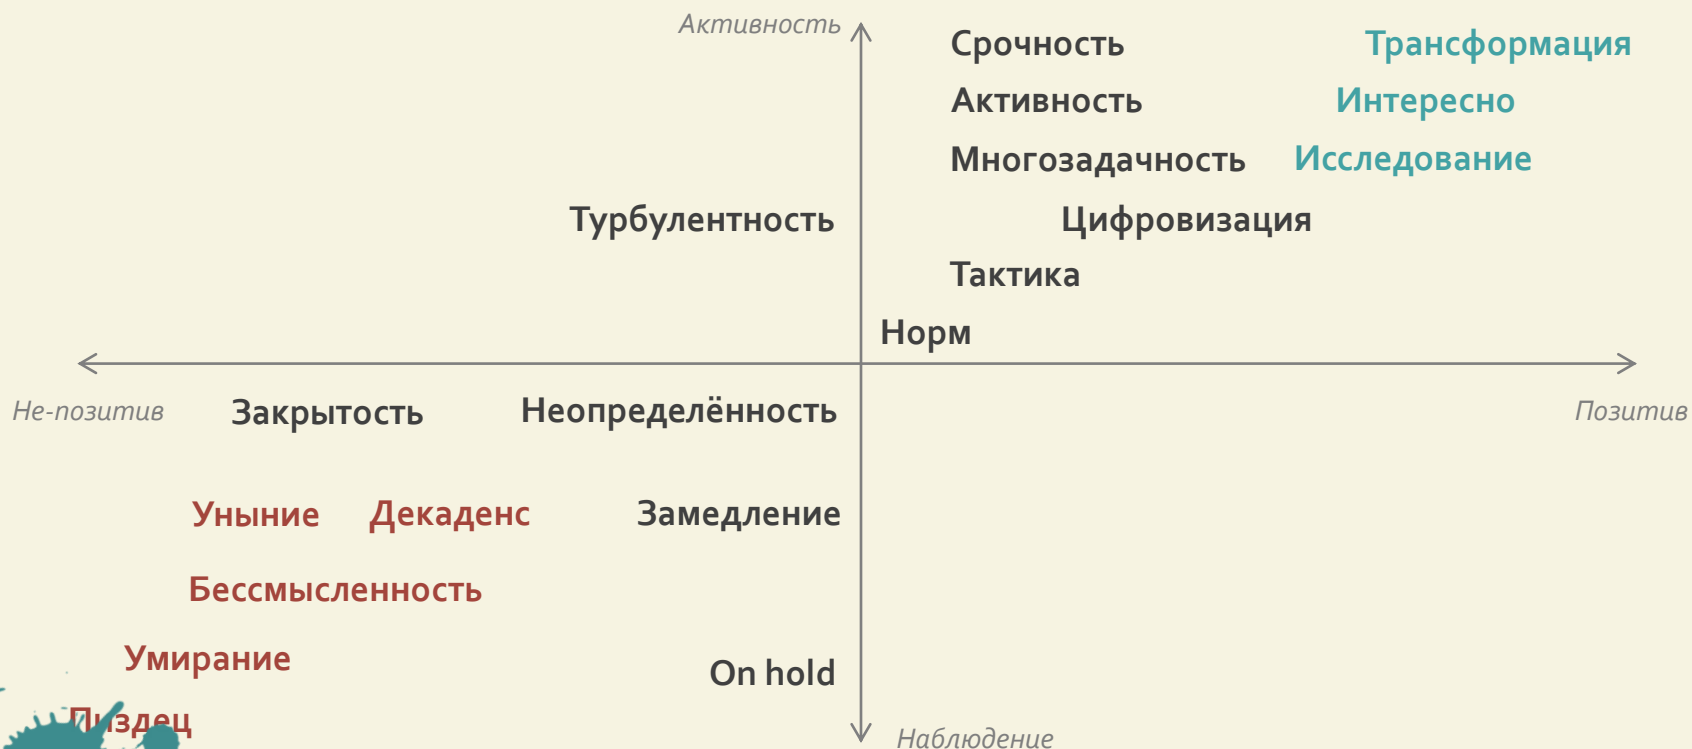 Активность
Срочность
Трансформация
Активность
Интересно
Многозадачность
Исследование
Турбулентность
Цифровизация
Тактика
Норм
Не-позитив
Закрытость
Неопределённость
Позитив
Уныние
Декаденс
Замедление
Бессмысленность
Умирание
On hold
Пиздец
Наблюдение